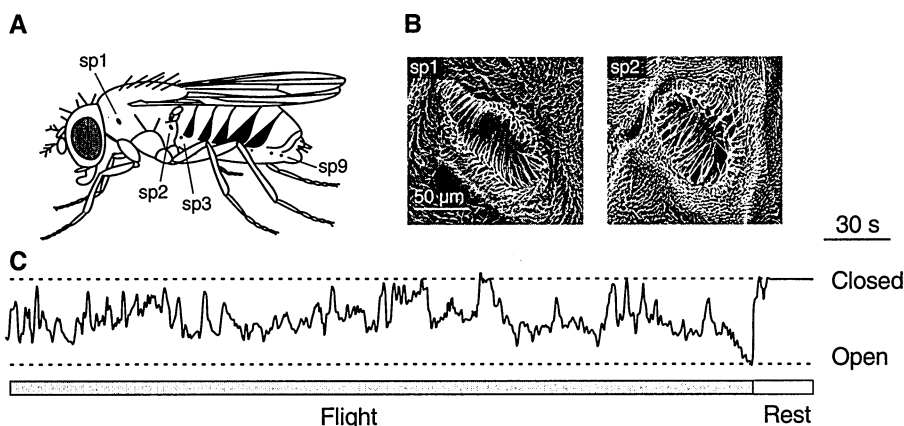 A
B
sp1
sp2
sp3
sp9
sp1
50 µm
sp2
30 s
C
Closed
Open
Flight
Rest